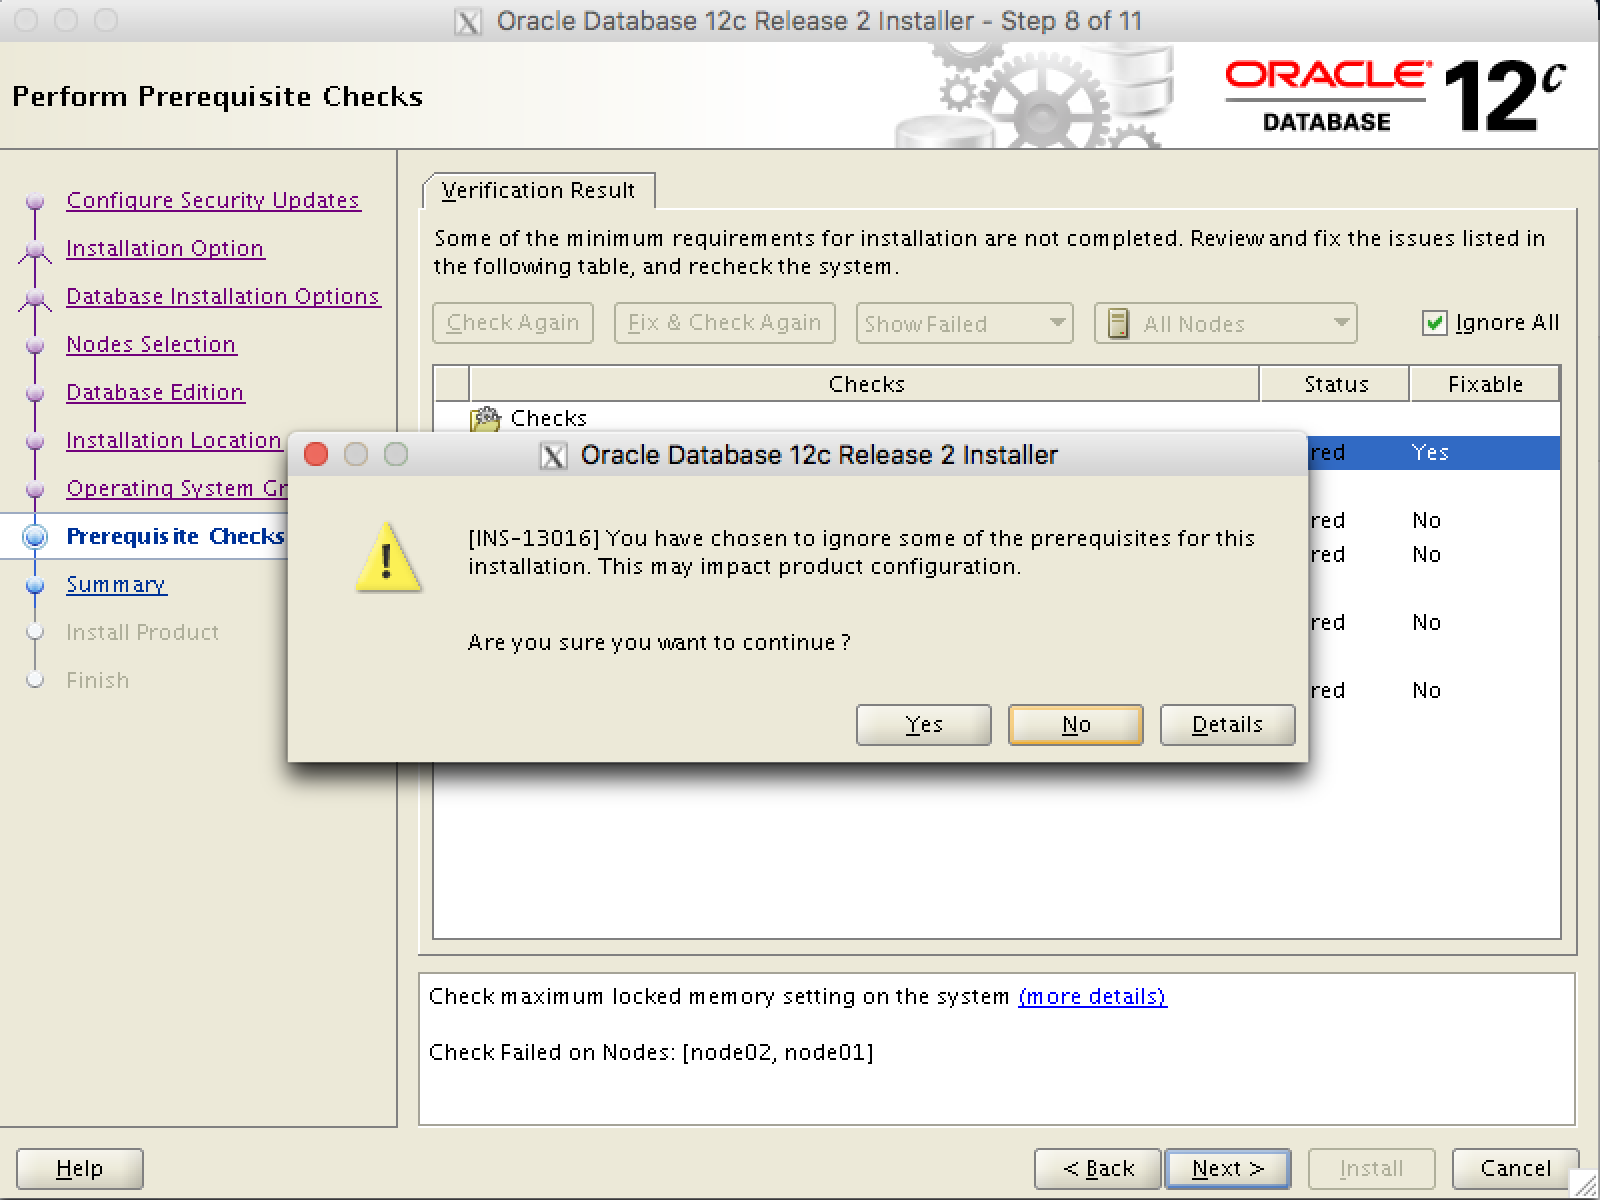 Oracle Database 12c Release 2 Installer - Step 8 of 11
Perform Prerequisite Checks
ORACLE
DATABASE
12c
Configure Security Updates
Installation Option
Database Installation Options
Nodes Selection
Database Edition
Installation Location
Operating System Gr
Prerequisite Checks
Summary
Install Product
Finish
Verification Result
Some of the minimum requirements for installation are not completed. Review and fix the issues listed in
the following table, and recheck the system.
Check Again
Fix & Check Again
Show Failed
All Nodes
Ignore All
Checks Status Fixable
Checks
red Yes
red No
red No
red No
red No
Oracle Database 12c Release 2 Installer
[INS-13016] You have chosen to ignore some of the prerequisites for this
installation. This may impact product configuration.
Are you sure you want to continue?
Yes
No
Details
Check maximum locked memory setting on the system (more details)
Check Failed on Nodes: [node02, node01]
Help
< Back
Next >
Install
Cancel